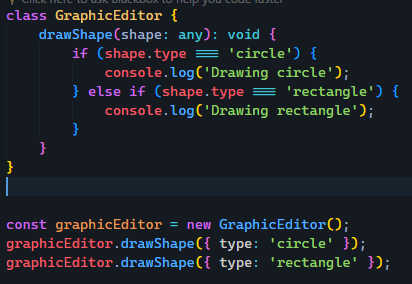 Click here to ask Blackbox to help you code faster
class GraphicEditor {
    drawShape(shape: any): void {
        if (shape.type === 'circle') {
            console.log('Drawing circle');
        } else if (shape.type === 'rectangle') {
            console.log('Drawing rectangle');
        }
    }
}

const graphicEditor = new GraphicEditor();
graphicEditor.drawShape({ type: 'circle' });
graphicEditor.drawShape({ type: 'rectangle' });